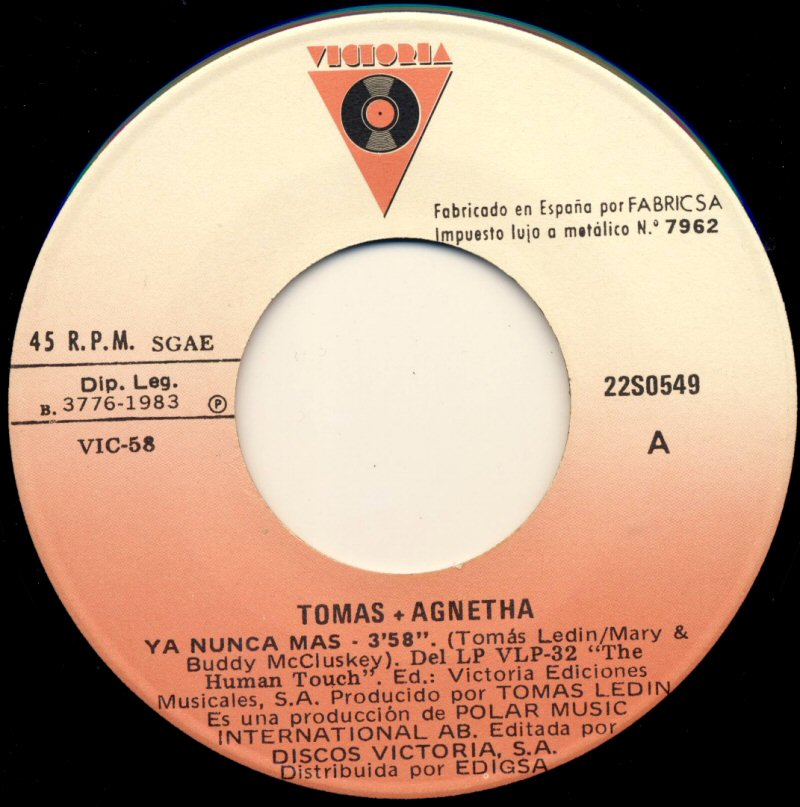 VICTORIA
Fabricado en España por FABRICSA
Impuesto lujo a metálico N.º 7962
45 R.P.M. SGAE
Dip. Leg.
B. 3776-1983 Ⓟ
VIC-58
22S0549
A
TOMAS + AGNETHA
YA NUNCA MAS - 3'58". (Tomás Ledin/Mary &
Buddy McCluskey). Del LP VLP-32 "The
Human Touch". Ed.: Victoria Ediciones
Musicales, S.A. Producido por TOMAS LEDIN
Es una producción de POLAR MUSIC
INTERNATIONAL AB. Editada por
DISCOS VICTORIA, S.A.
Distribuida por EDIGSA